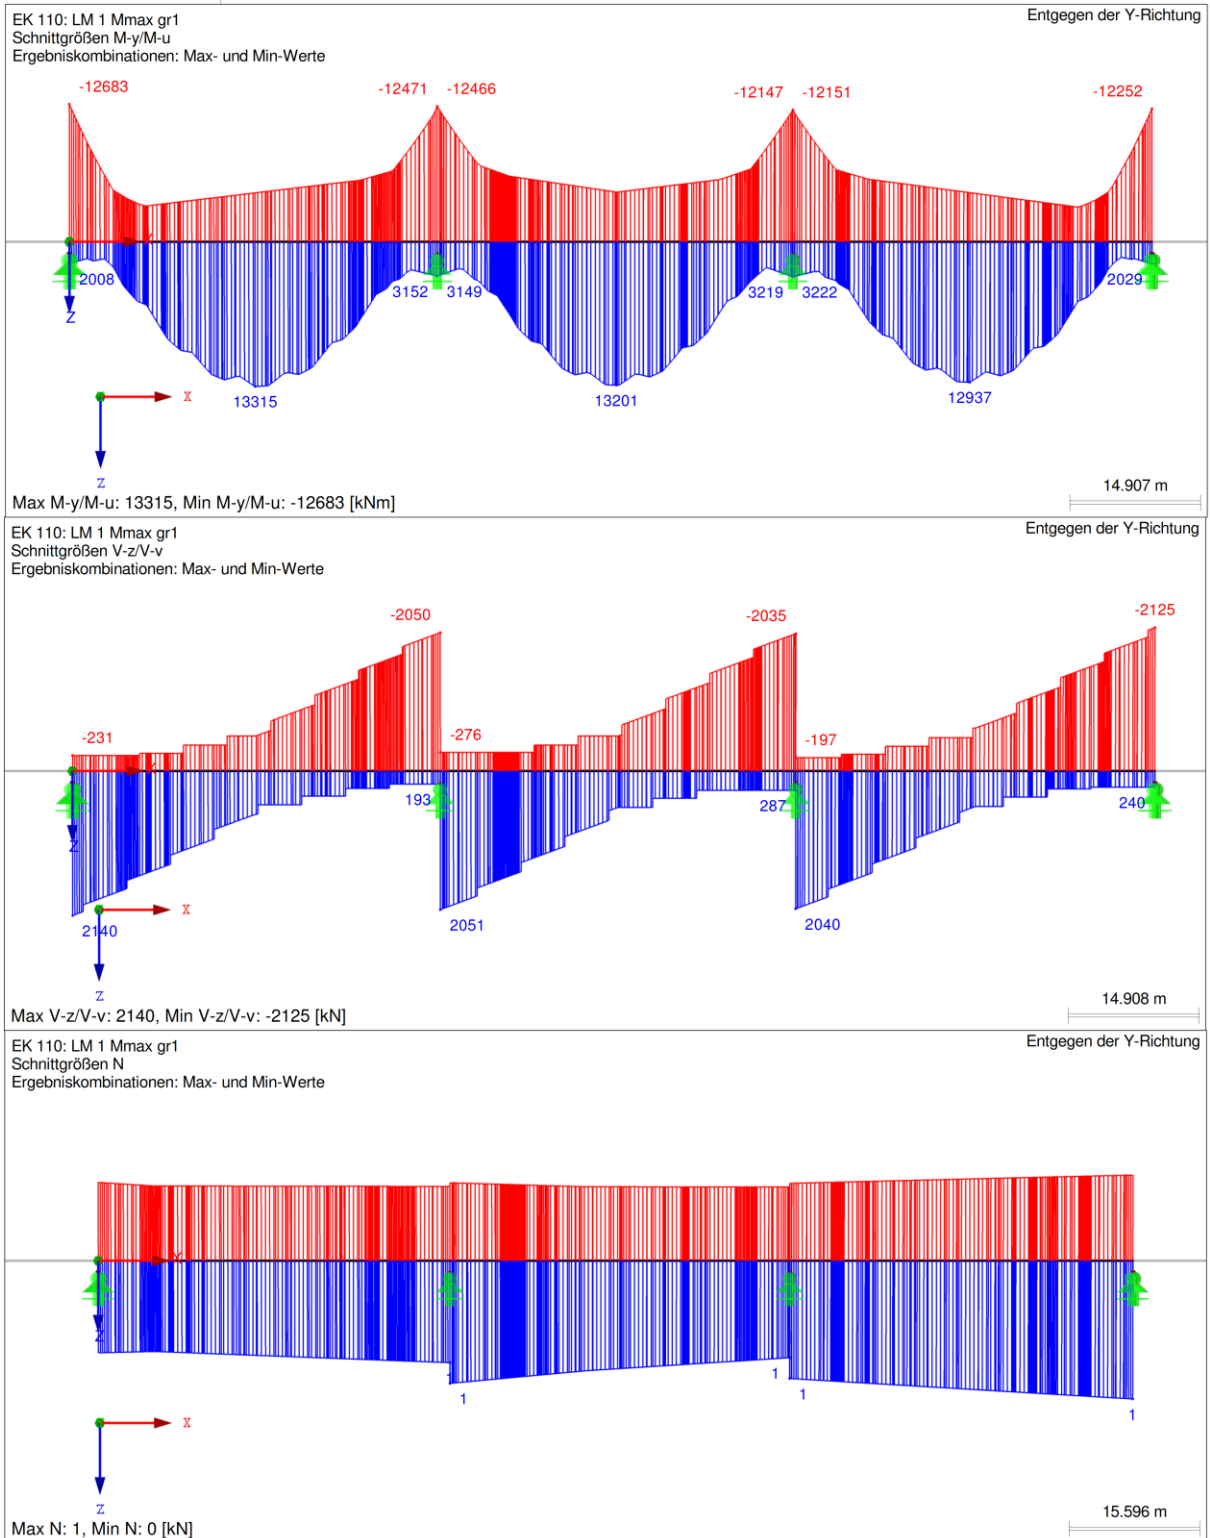 EK 110: LM 1 Mmax gr1
Entgegen der Y-Richtung
Schnittgrößen M-y/M-u
Ergebniskombinationen: Max- und Min-Werte
-12683
-12471 -12466
-12147 -12151
-12252
2008
3152 3149
3219 3222
2029
Z
13315
13201
12937
X
Z
14.907 m
Max M-y/M-u: 13315, Min M-y/M-u: -12683 [kNm]
EK 110: LM 1 Mmax gr1
Entgegen der Y-Richtung
Schnittgrößen V-z/V-v
Ergebniskombinationen: Max- und Min-Werte
-2050
-2035
-2125
-231
-276
-197
193
287
240
Z
X
2140
2051
2040
Z
14.908 m
Max V-z/V-v: 2140, Min V-z/V-v: -2125 [kN]
EK 110: LM 1 Mmax gr1
Entgegen der Y-Richtung
Schnittgrößen N
Ergebniskombinationen: Max- und Min-Werte
Z
1
1
1
1
X
Z
15.596 m
Max N: 1, Min N: 0 [kN]